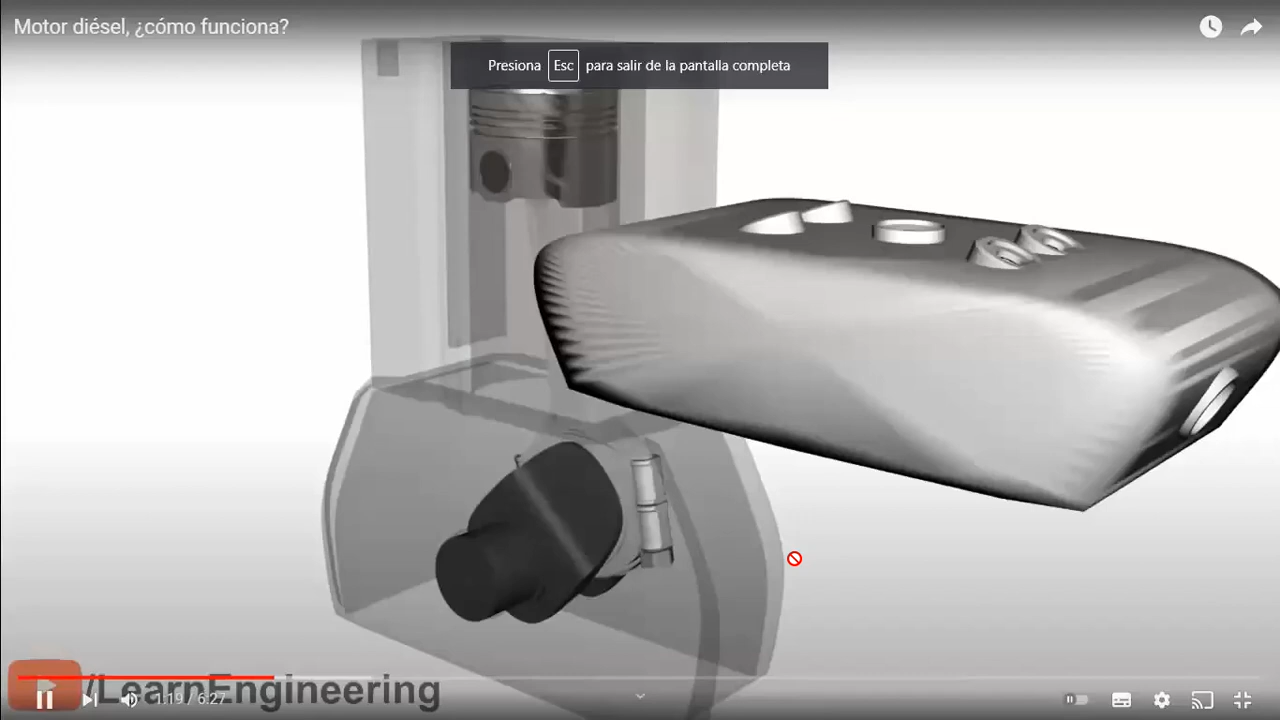 Motor diésel, ¿cómo funciona?
Presiona Esc para salir de la pantalla completa
/LearnEngineering
1:19 / 6:27